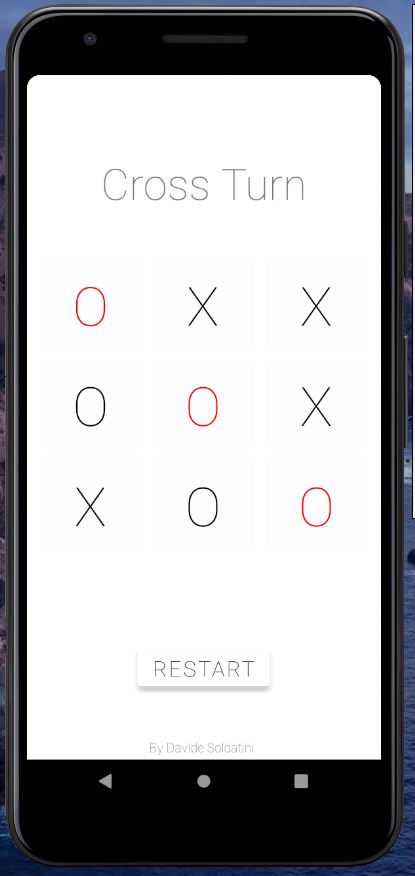 Cross Turn
O X X
O O X
X O O
RESTART
By Davide Soldatini